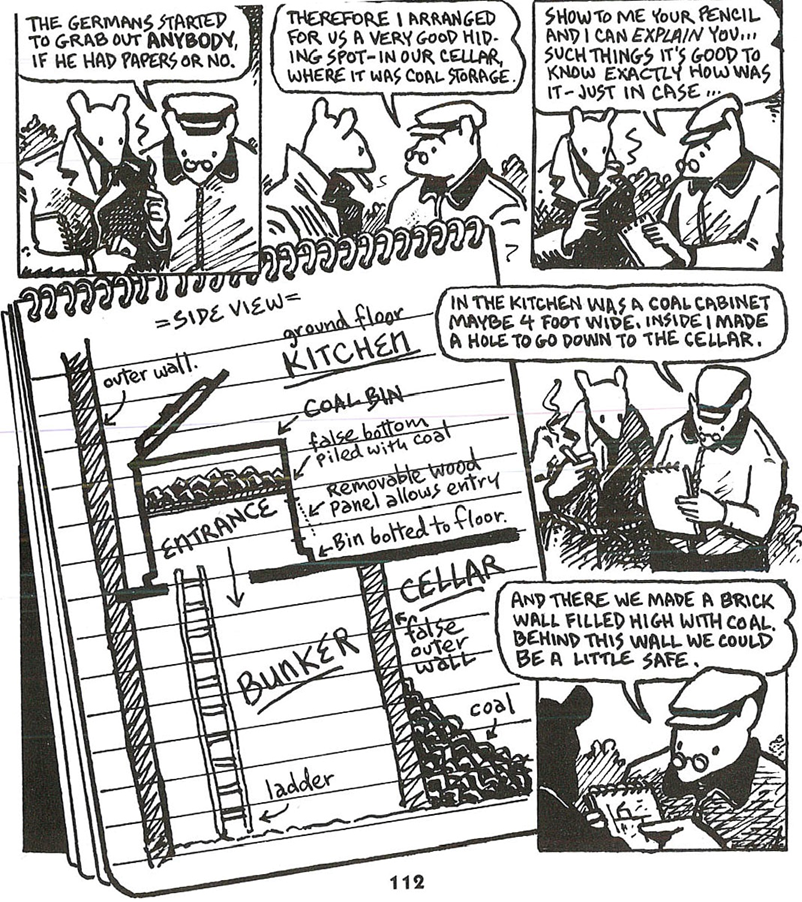 THE GERMANS STARTED
TO GRAB OUT ANYBODY,
IF HE HAD PAPERS OR NO.
THEREFORE I ARRANGED
FOR US A VERY GOOD HID-
ING SPOT-IN OUR CELLAR,
WHERE IT WAS COAL STORAGE.
SHOW TO ME YOUR PENCIL
AND I CAN EXPLAIN YOU...
SUCH THINGS IT'S GOOD TO
KNOW EXACTLY HOW WAS
IT-JUST IN CASE...
=SIDE VIEW=
ground floor
KITCHEN
outer wall.
COAL BIN
false bottom
piled with coal
Removable wood
panel allows entry
Bin bolted to floor.
ENTRANCE
CELLAR
false
outer
wall
BUNKER
coal
ladder
IN THE KITCHEN WAS A COAL CABINET
MAYBE 4 FOOT WIDE. INSIDE I MADE
A HOLE TO GO DOWN TO THE CELLAR.
AND THERE WE MADE A BRICK
WALL FILLED HIGH WITH COAL.
BEHIND THIS WALL WE COULD
BE A LITTLE SAFE.
112